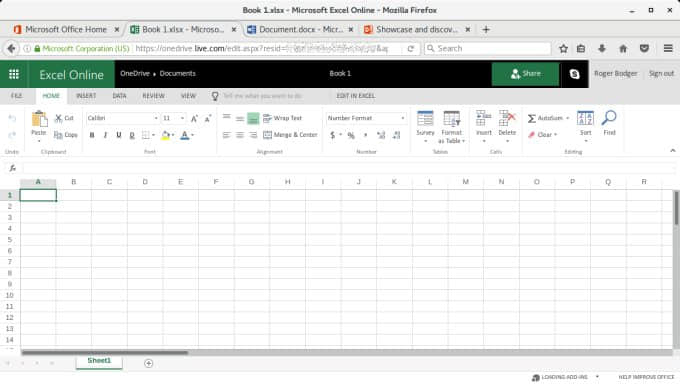 Book 1.xlsx - Microsoft Excel Online - Mozilla Firefox
Microsoft Office Home Book 1.xlsx - Microso... Document.docx - Micr... Showcase and discov...
Microsoft Corporation (US) https://onedrive.live.com/edit.aspx?resid= Search
Excel Online OneDrive Documents Book 1 Share Roger Bodger Sign out
FILE HOME INSERT DATA REVIEW VIEW Tell me what you want to do EDIT IN EXCEL
Cut Calibri 11 A A Wrap Text Number Format AutoSum
Paste Copy B I U D A Merge & Center $ % , Survey Format as Table Insert Delete Clear Sort Find
Undo Clipboard Font Alignment Number Tables Cells Editing
fx
A B C D E F G H I J K L M N O P Q R
1
2
3
4
5
6
7
8
9
10
11
12
13
14
Sheet1
LOADING ADD-INS HELP IMPROVE OFFICE